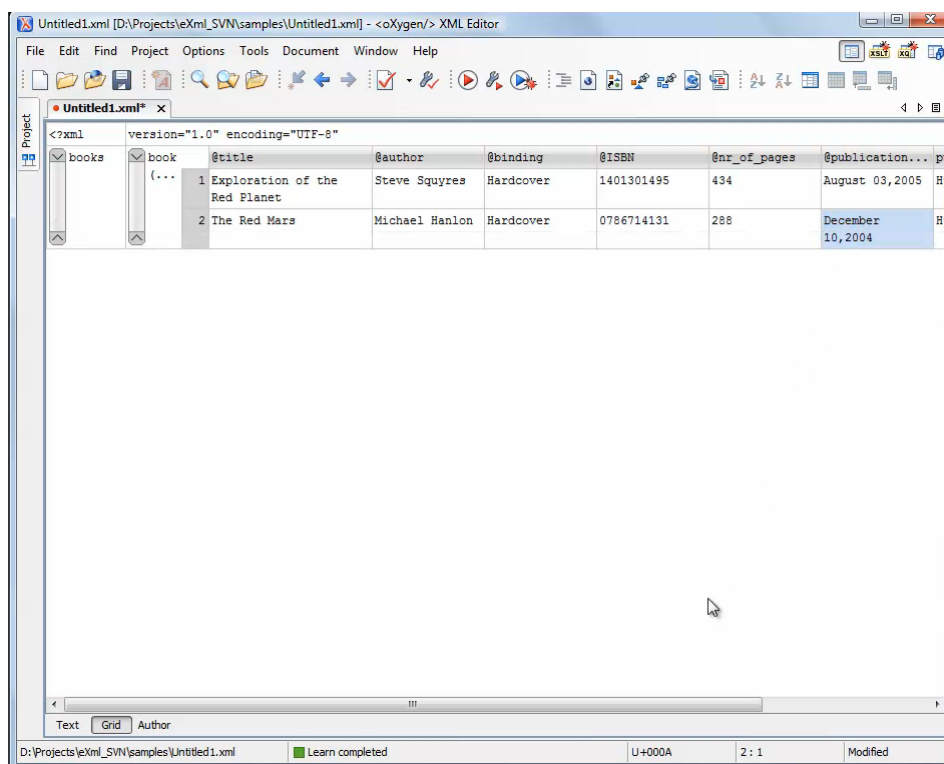 Untitled1.xml [D:\Projects\eXml_SVN\samples\Untitled1.xml] - <oXygen/> XML Editor
File Edit Find Project Options Tools Document Window Help
XSLT XQ
Project
Untitled1.xml* x
<?xml version="1.0" encoding="UTF-8"
books book @title @author @binding @ISBN @nr_of_pages @publication... p
(... 1 Exploration of the Steve Squyres Hardcover 1401301495 434 August 03,2005 H
Red Planet
2 The Red Mars Michael Hanlon Hardcover 0786714131 288 December H
10,2004
Text Grid Author
D:\Projects\eXml_SVN\samples\Untitled1.xml Learn completed U+000A 2 : 1 Modified